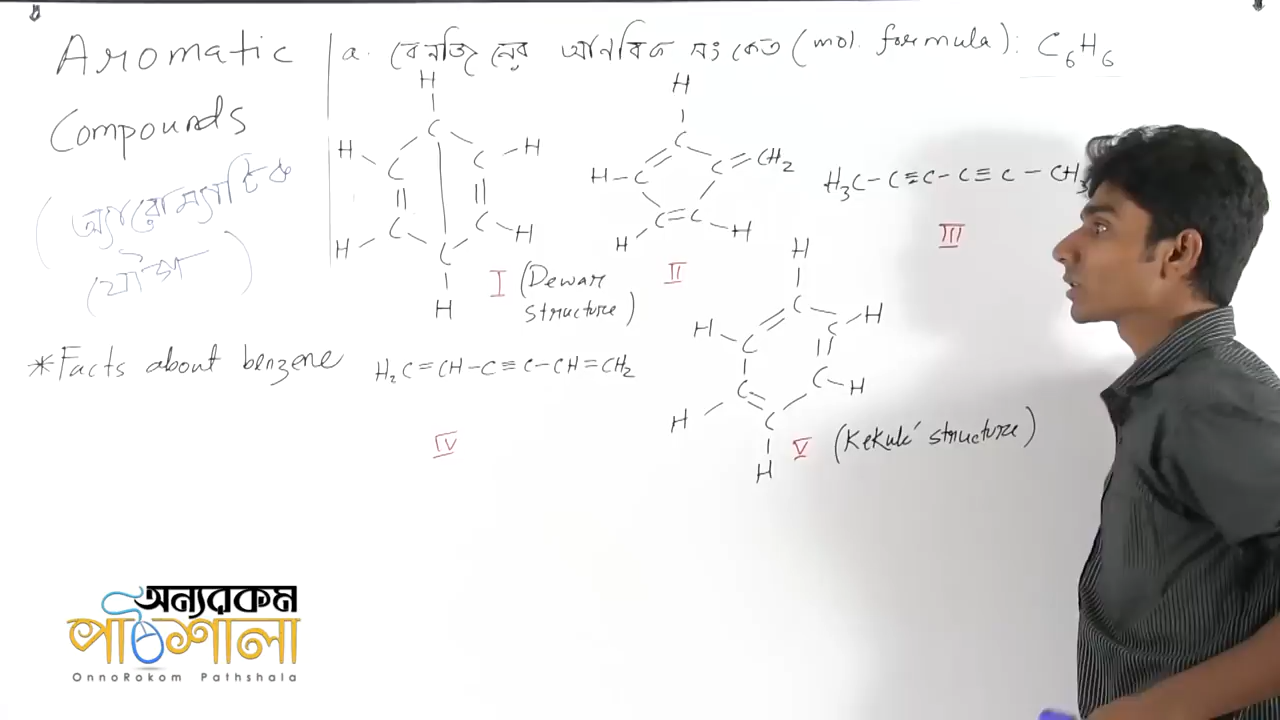 Aromatic
Compounds
(অ্যারোম্যাটিক
যৌগ)
a. বেনজিনের আনবিক সংকেত (mol. formula): C₆H₆
H
H C C H
C C
H C C H
C
H
I (Dewar
structure)
H
C C=CH₂
H-C
C=C
H H
II
H₃C-C≡C-C≡C-CH₃
III
*Facts about benzene
H₂C=CH-C≡C-CH=CH₂
IV
H
C
H C C H
C C-H
H C
H
V (Kekulé structure)
অন্যরকম
পাঠশালা
OnnoRokom Pathshala